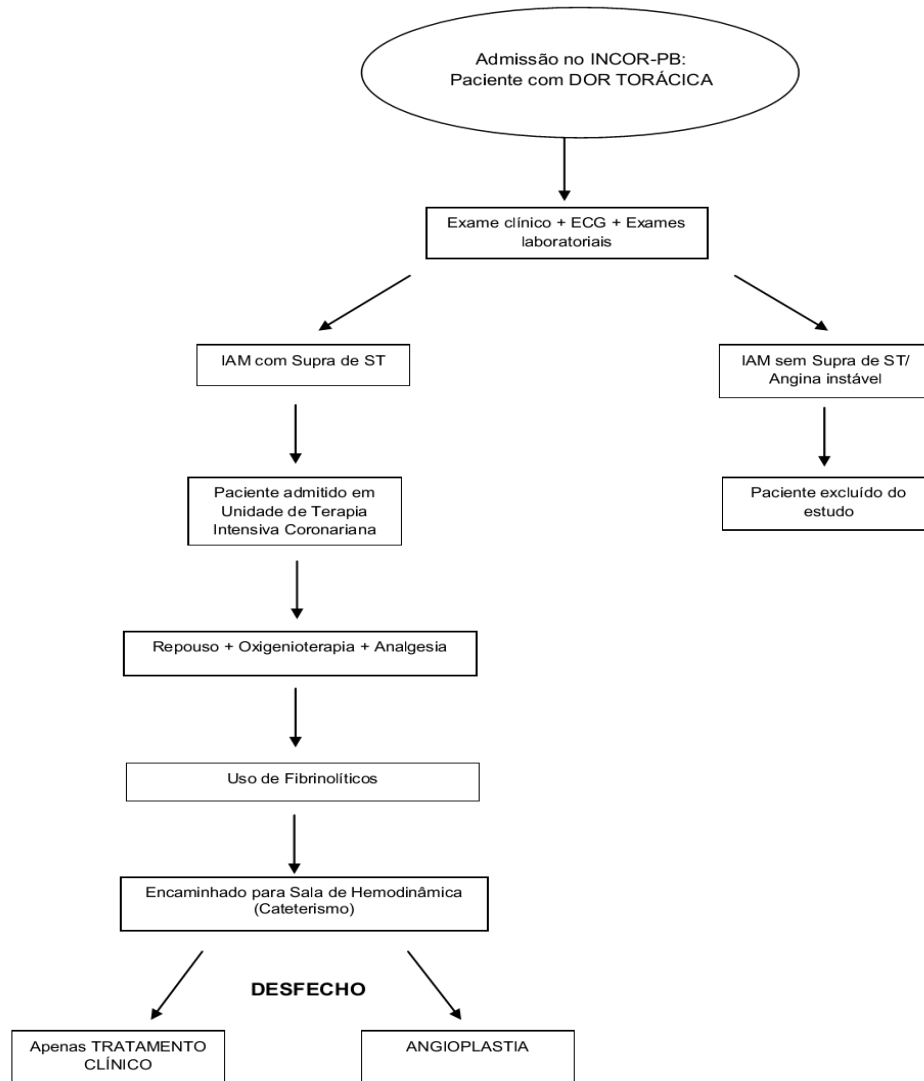 Admissão no INCOR-PB:
Paciente com DOR TORÁCICA
Exame clínico + ECG + Exames
laboratoriais
IAM com Supra de ST
IAM sem Supra de ST/
Angina instável
Paciente admitido em
Unidade de Terapia
Intensiva Coronariana
Paciente excluído do
estudo
Repouso + Oxigenioterapia + Analgesia
Uso de Fibrinolíticos
Encaminhado para Sala de Hemodinâmica
(Cateterismo)
DESFECHO
Apenas TRATAMENTO
CLÍNICO
ANGIOPLASTIA